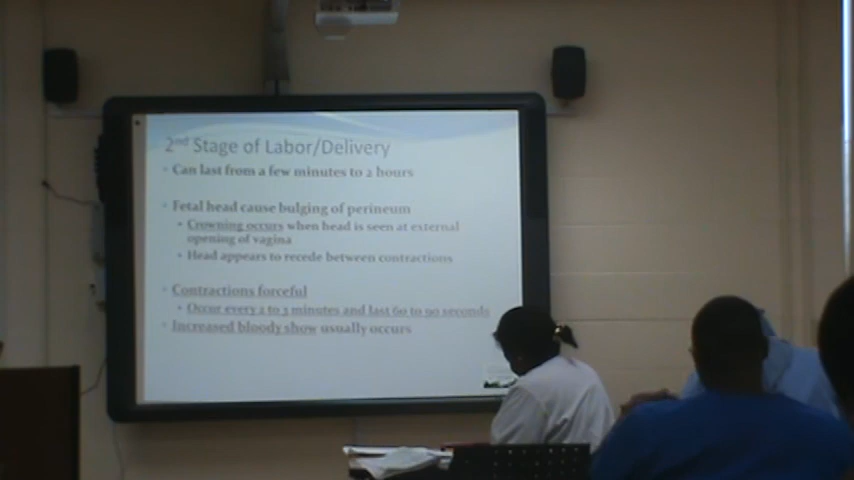 2nd Stage of Labor/Delivery
Can last from a few minutes to 2 hours
Fetal head cause bulging of perineum
Crowning occurs when head is seen at external
opening of vagina
Head appears to recede between contractions
Contractions forceful
Occur every 2 to 3 minutes and last 60 to 90 seconds
Increased bloody show usually occurs